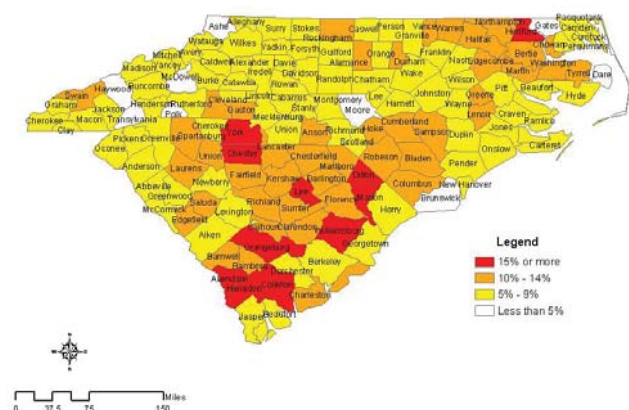 Ashe
Alleghany
Surry
Stokes
Rockingham
Caswell
Person
Granville
Vance
Warren
Northampton
Hertford
Gates
Pasquotank
Camden
Currituck
Perquimans
Chowan
Halifax
Bertie
Watauga
Wilkes
Yadkin
Forsyth
Guilford
Alamance
Orange
Durham
Franklin
Nash
Edgecombe
Martin
Washington
Tyrrell
Dare
Mitchell
Avery
Caldwell
Alexander
Davie
Iredell
Davidson
Randolph
Chatham
Wake
Wilson
Pitt
Beaufort
Hyde
Madison
Yancey
McDowell
Burke
Catawba
Rowan
Buncombe
Haywood
Swain
Graham
Jackson
Cherokee
Macon
Clay
Transylvania
Henderson
Rutherford
Polk
Cleveland
Lincoln
Gaston
Cabarrus
Mecklenburg
Stanly
Montgomery
Moore
Lee
Harnett
Johnston
Wayne
Greene
Lenoir
Craven
Pamlico
Jones
Carteret
Union
Anson
Richmond
Scotland
Hoke
Cumberland
Sampson
Duplin
Onslow
Pender
New Hanover
Brunswick
Columbus
Bladen
Robeson
Pickens
Greenville
Spartanburg
Cherokee
York
Oconee
Anderson
Laurens
Union
Chester
Lancaster
Chesterfield
Marlboro
Dillon
Darlington
Kershaw
Fairfield
Newberry
Abbeville
Greenwood
McCormick
Saluda
Edgefield
Lexington
Richland
Lee
Sumter
Florence
Marion
Horry
Aiken
Calhoun
Clarendon
Williamsburg
Georgetown
Orangeburg
Barnwell
Bamberg
Berkeley
Dorchester
Allendale
Colleton
Hampton
Charleston
Jasper
Beaufort
Legend
15% or more
10% - 14%
5% - 9%
Less than 5%
Miles
0 37.5 75 150